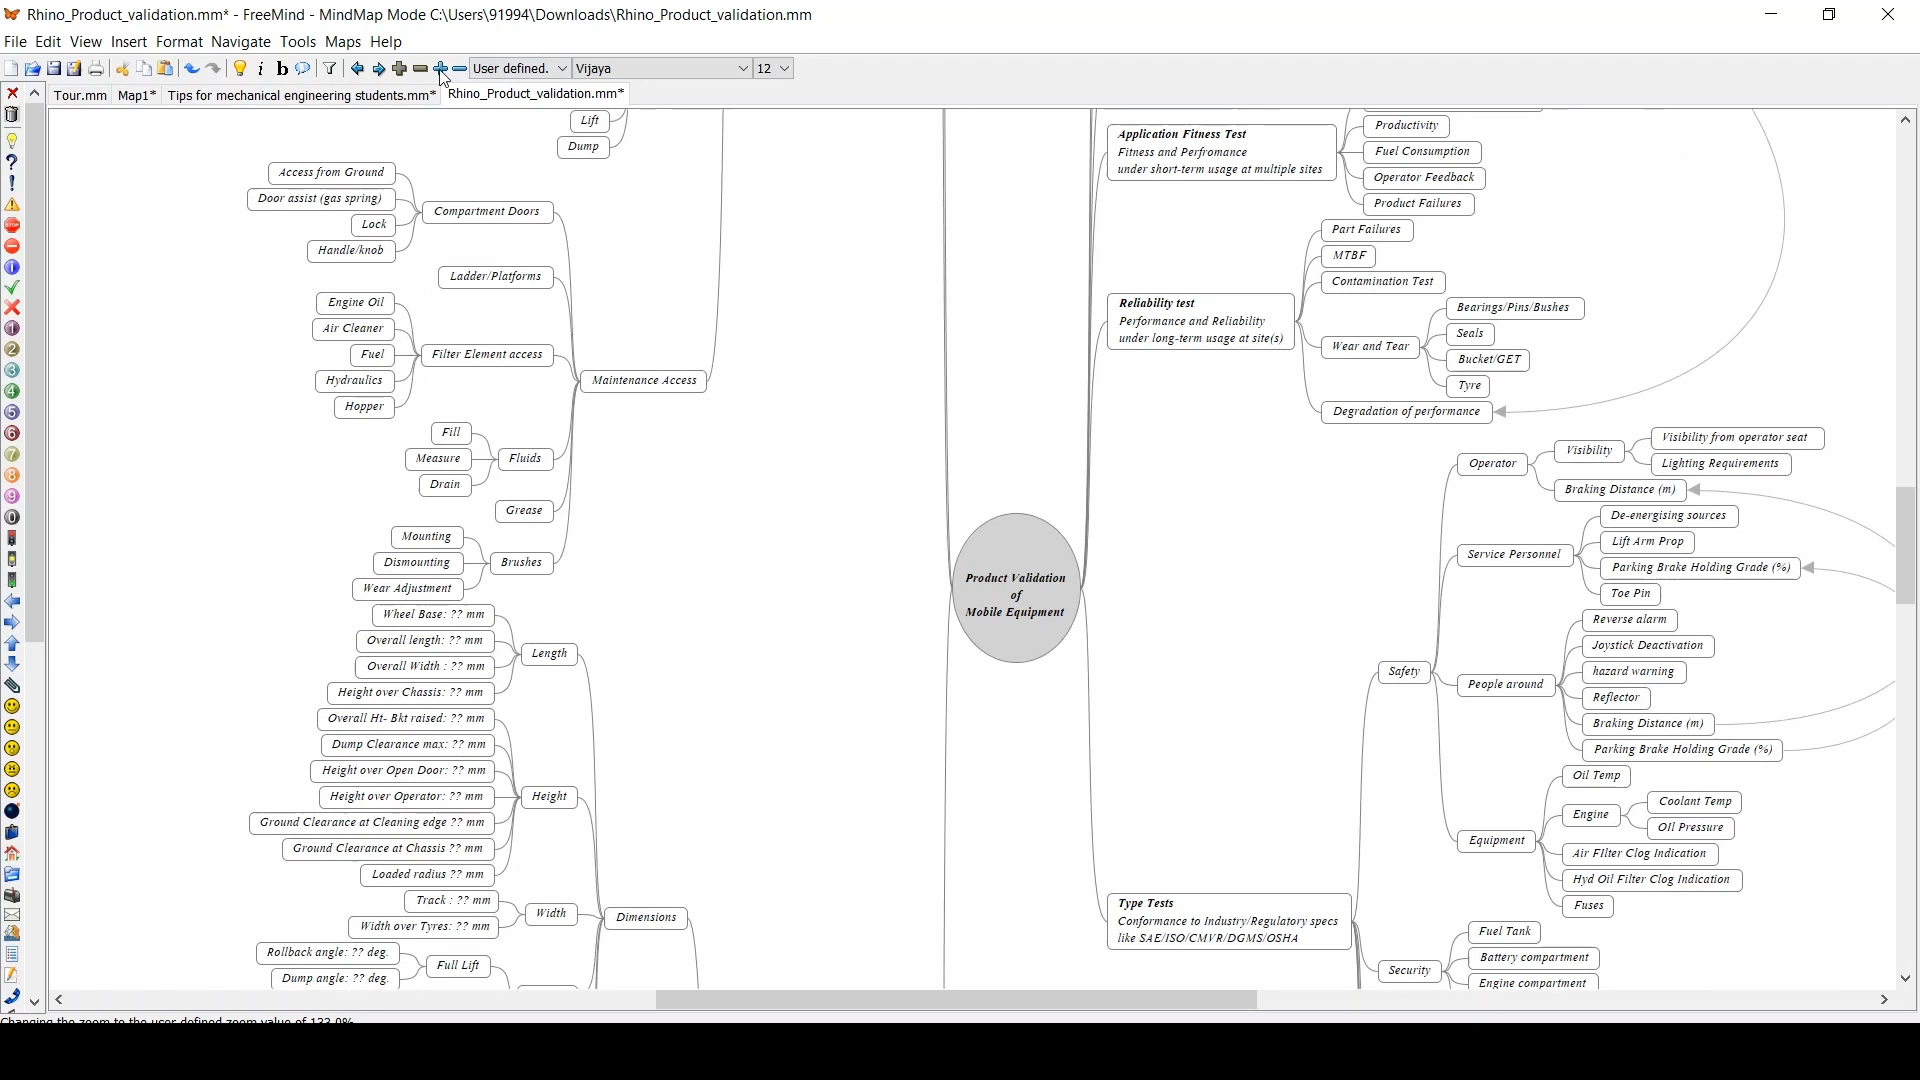 Rhino_Product_validation.mm* - FreeMind - MindMap Mode C:\Users\91994\Downloads\Rhino_Product_validation.mm
File Edit View Insert Format Navigate Tools Maps Help
User defined. Vijaya 12
Tour.mm Map1* Tips for mechanical engineering students.mm* Rhino_Product_validation.mm*
Lift
Dump
Access from Ground
Door assist (gas spring)
Lock
Handle/knob
Compartment Doors
Ladder/Platforms
Engine Oil
Air Cleaner
Fuel
Hydraulics
Hopper
Filter Element access
Maintenance Access
Fill
Measure
Drain
Fluids
Grease
Mounting
Dismounting
Wear Adjustment
Brushes
Wheel Base: ?? mm
Overall length: ?? mm
Overall Width : ?? mm
Height over Chassis: ?? mm
Length
Overall Ht- Bkt raised: ?? mm
Dump Clearance max: ?? mm
Height over Open Door: ?? mm
Height over Operator: ?? mm
Ground Clearance at Cleaning edge ?? mm
Ground Clearance at Chassis ?? mm
Loaded radius ?? mm
Height
Track : ?? mm
Width over Tyres: ?? mm
Width
Dimensions
Rollback angle: ?? deg.
Dump angle: ?? deg.
Full Lift
Product Validation
of
Mobile Equipment
Application Fitness Test
Fitness and Perfromance
under short-term usage at multiple sites
Productivity
Fuel Consumption
Operator Feedback
Product Failures
Reliability test
Performance and Reliability
under long-term usage at site(s)
Part Failures
MTBF
Contamination Test
Wear and Tear
Bearings/Pins/Bushes
Seals
Bucket/GET
Tyre
Degradation of performance
Type Tests
Conformance to Industry/Regulatory specs
like SAE/ISO/CMVR/DGMS/OSHA
Safety
Operator
Visibility
Visibility from operator seat
Lighting Requirements
Braking Distance (m)
Service Personnel
De-energising sources
Lift Arm Prop
Parking Brake Holding Grade (%)
Toe Pin
People around
Reverse alarm
Joystick Deactivation
hazard warning
Reflector
Braking Distance (m)
Parking Brake Holding Grade (%)
Equipment
Oil Temp
Engine
Coolant Temp
OIl Pressure
Air FIlter Clog Indication
Hyd Oil Filter Clog Indication
Fuses
Security
Fuel Tank
Battery compartment
Engine compartment
Changing the zoom to the user defined zoom value of 122.0%